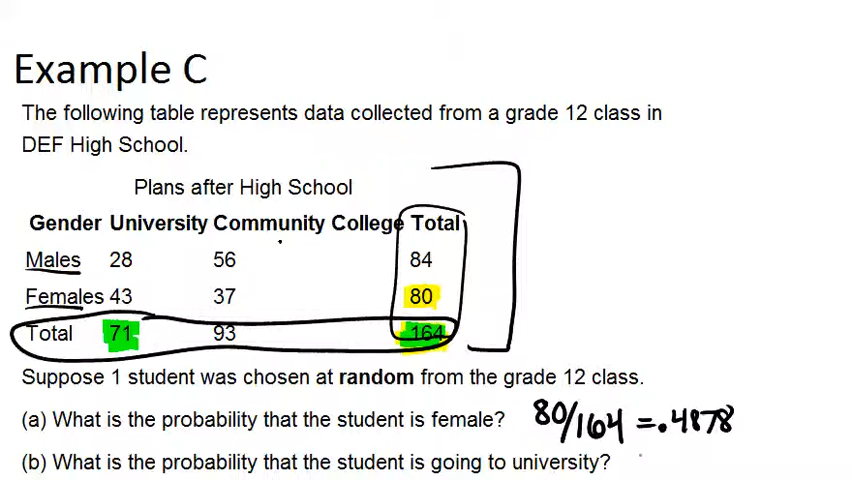 Example C
The following table represents data collected from a grade 12 class in
DEF High School.
Plans after High School
Gender University Community College Total
Males 28 56 84
Females 43 37 80
Total 71 93 164
Suppose 1 student was chosen at random from the grade 12 class.
(a) What is the probability that the student is female? 80/164 = .4878
(b) What is the probability that the student is going to university?